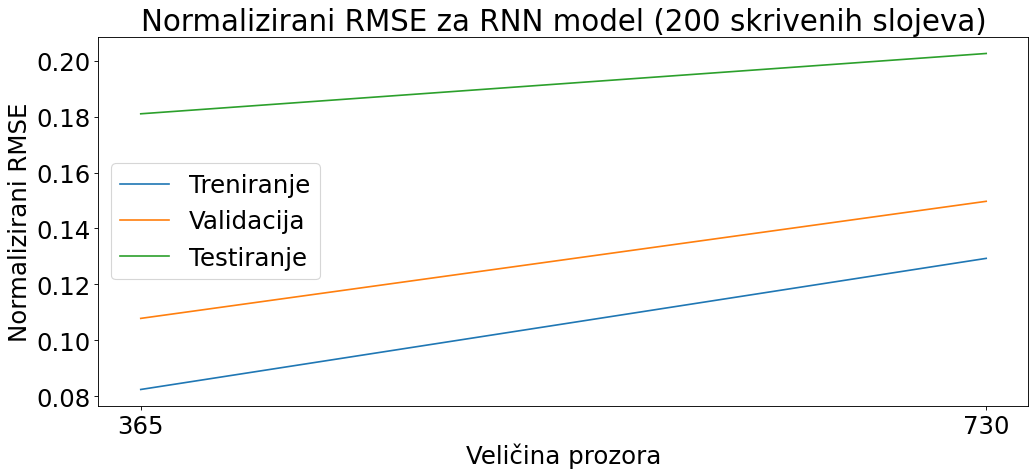 Normalizirani RMSE za RNN model (200 skrivenih slojeva)
Normalizirani RMSE
0.20
0.18
0.16
0.14
0.12
0.10
0.08
Treniranje
Validacija
Testiranje
365
730
Veličina prozora